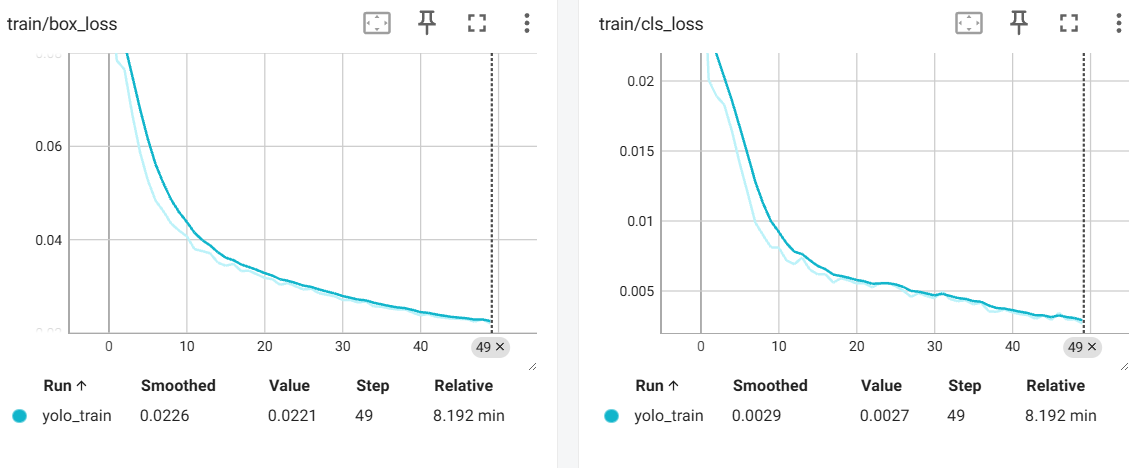 train/box_loss
0.06
0.04
0 10 20 30 40 49 ×
Run ↑ Smoothed Value Step Relative
yolo_train 0.0226 0.0221 49 8.192 min
train/cls_loss
0.02
0.015
0.01
0.005
0 10 20 30 40 49 ×
Run ↑ Smoothed Value Step Relative
yolo_train 0.0029 0.0027 49 8.192 min